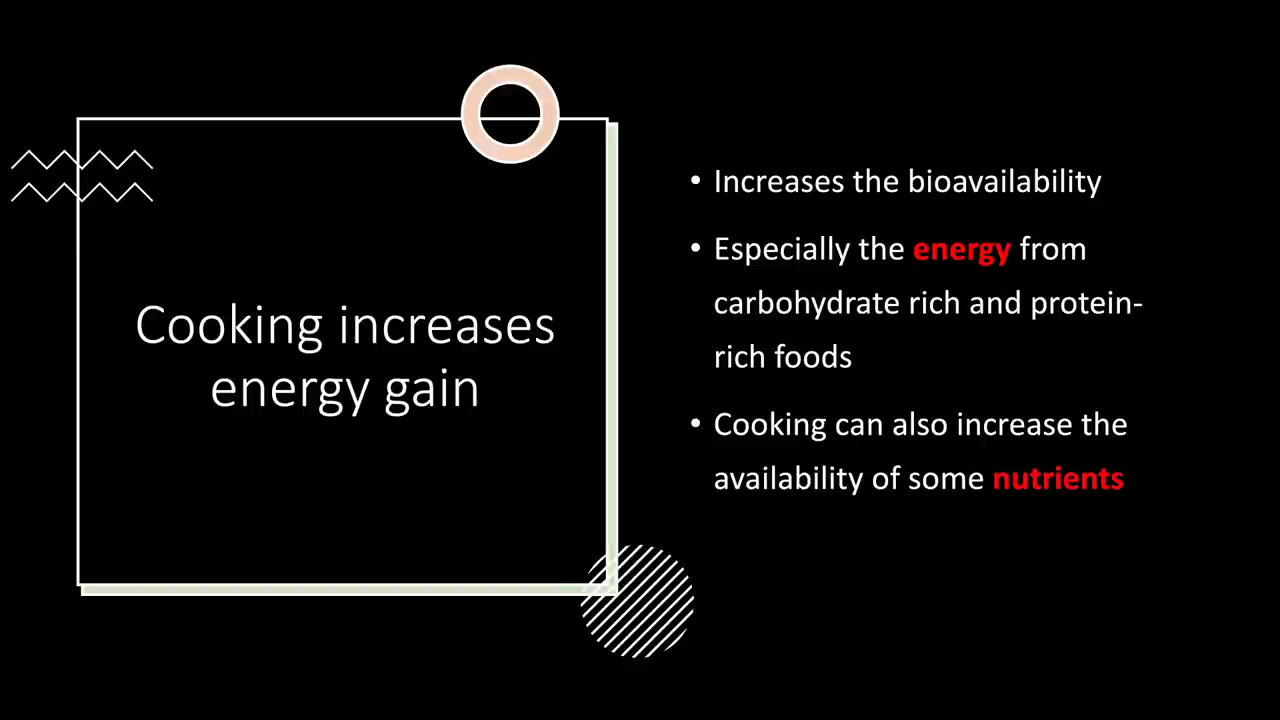 Cooking increases
energy gain
• Increases the bioavailability
• Especially the energy from
carbohydrate rich and protein-
rich foods
• Cooking can also increase the
availability of some nutrients